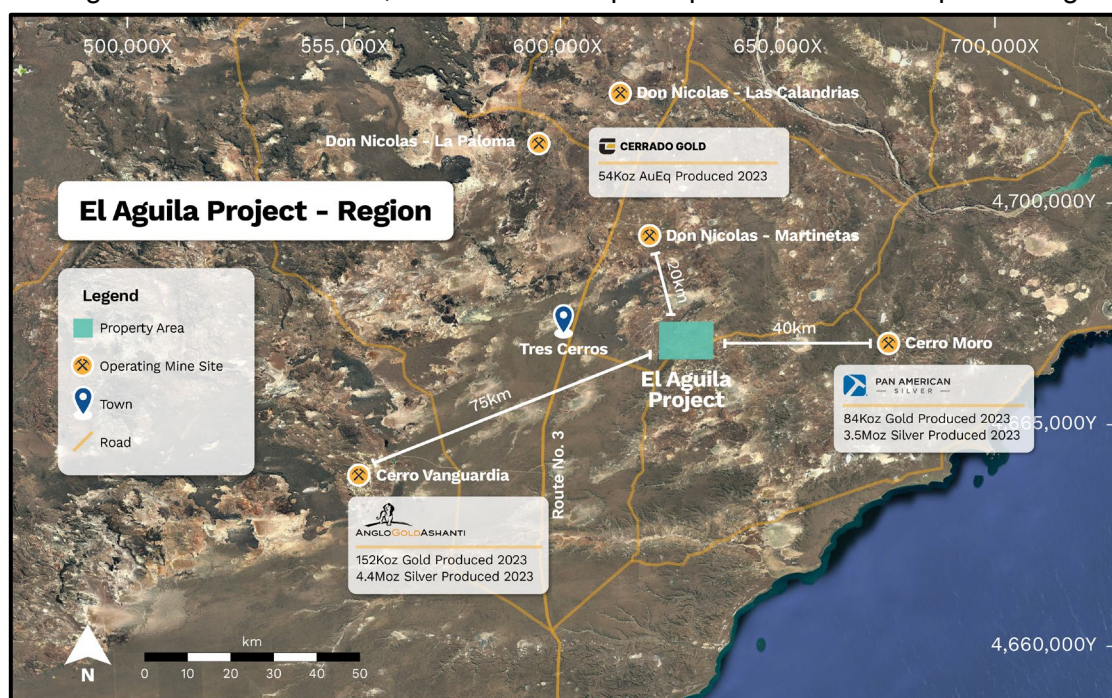 500,000X
555,000X
600,000X
650,000X
700,000X
Don Nicolas - Las Calandrias
Don Nicolas - La Paloma
CERRADO GOLD
54Koz AuEq Produced 2023
El Aguila Project - Region
4,700,000Y
Don Nicolas - Martinetas
20km
Legend
Property Area
Operating Mine Site
Town
Road
Tres Cerros
40km
Cerro Moro
El Aguila
Project
PAN AMERICAN
SILVER
84Koz Gold Produced 2023
3.5Moz Silver Produced 2023
665,000Y
75km
Route No. 3
Cerro Vanguardia
ANGLOGOLDASHANTI
152Koz Gold Produced 2023
4.4Moz Silver Produced 2023
4,660,000Y
N
km
0 10 20 30 40 50